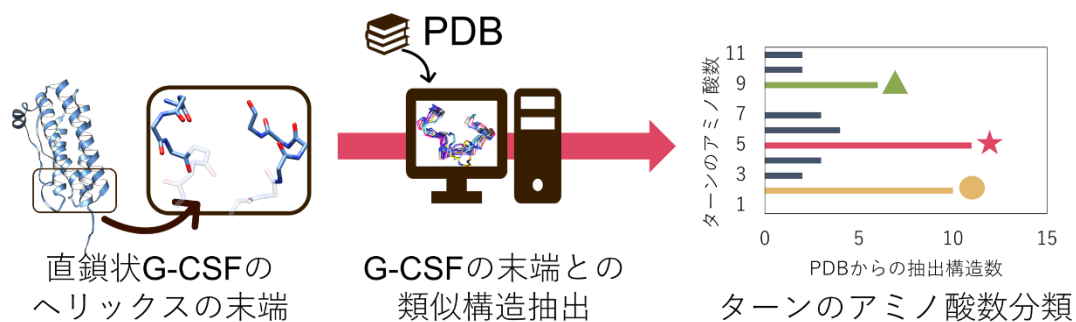 PDB
直鎖状G-CSFの
ヘリックスの末端
G-CSFの末端との
類似構造抽出
ターンのアミノ酸数
11
9
7
5
3
1
0
5
10
15
PDBからの抽出構造数
ターンのアミノ酸数分類